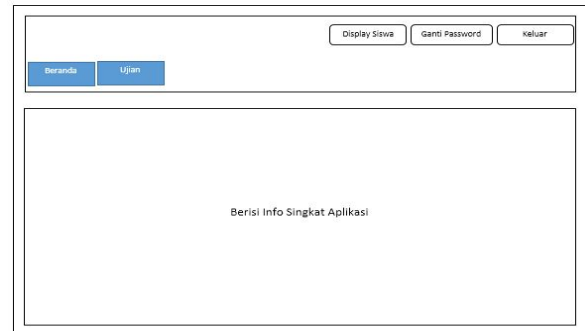 Display Siswa Ganti Password Keluar
Beranda Ujian
Berisi Info Singkat Aplikasi